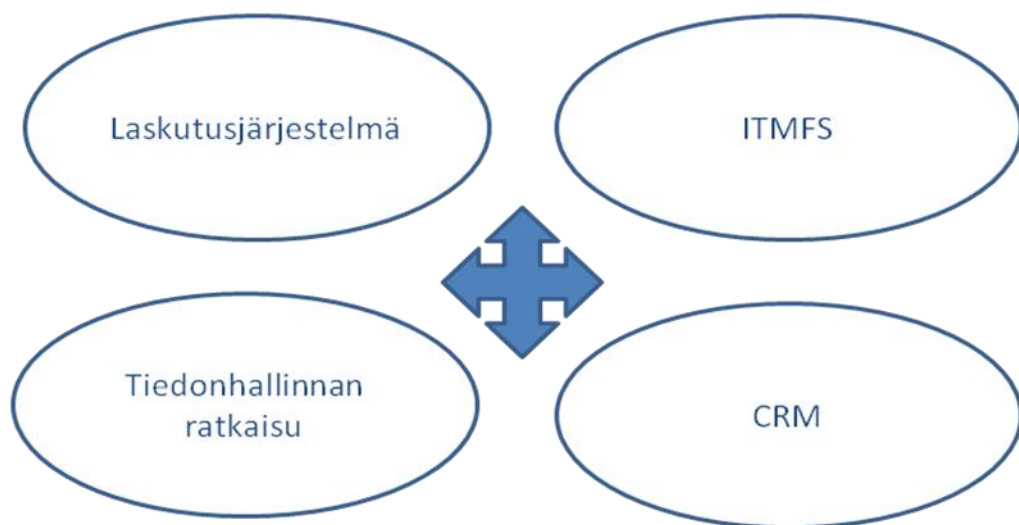 Laskutusjärjestelmä
ITMFS
Tiedonhallinnan
ratkaisu
CRM